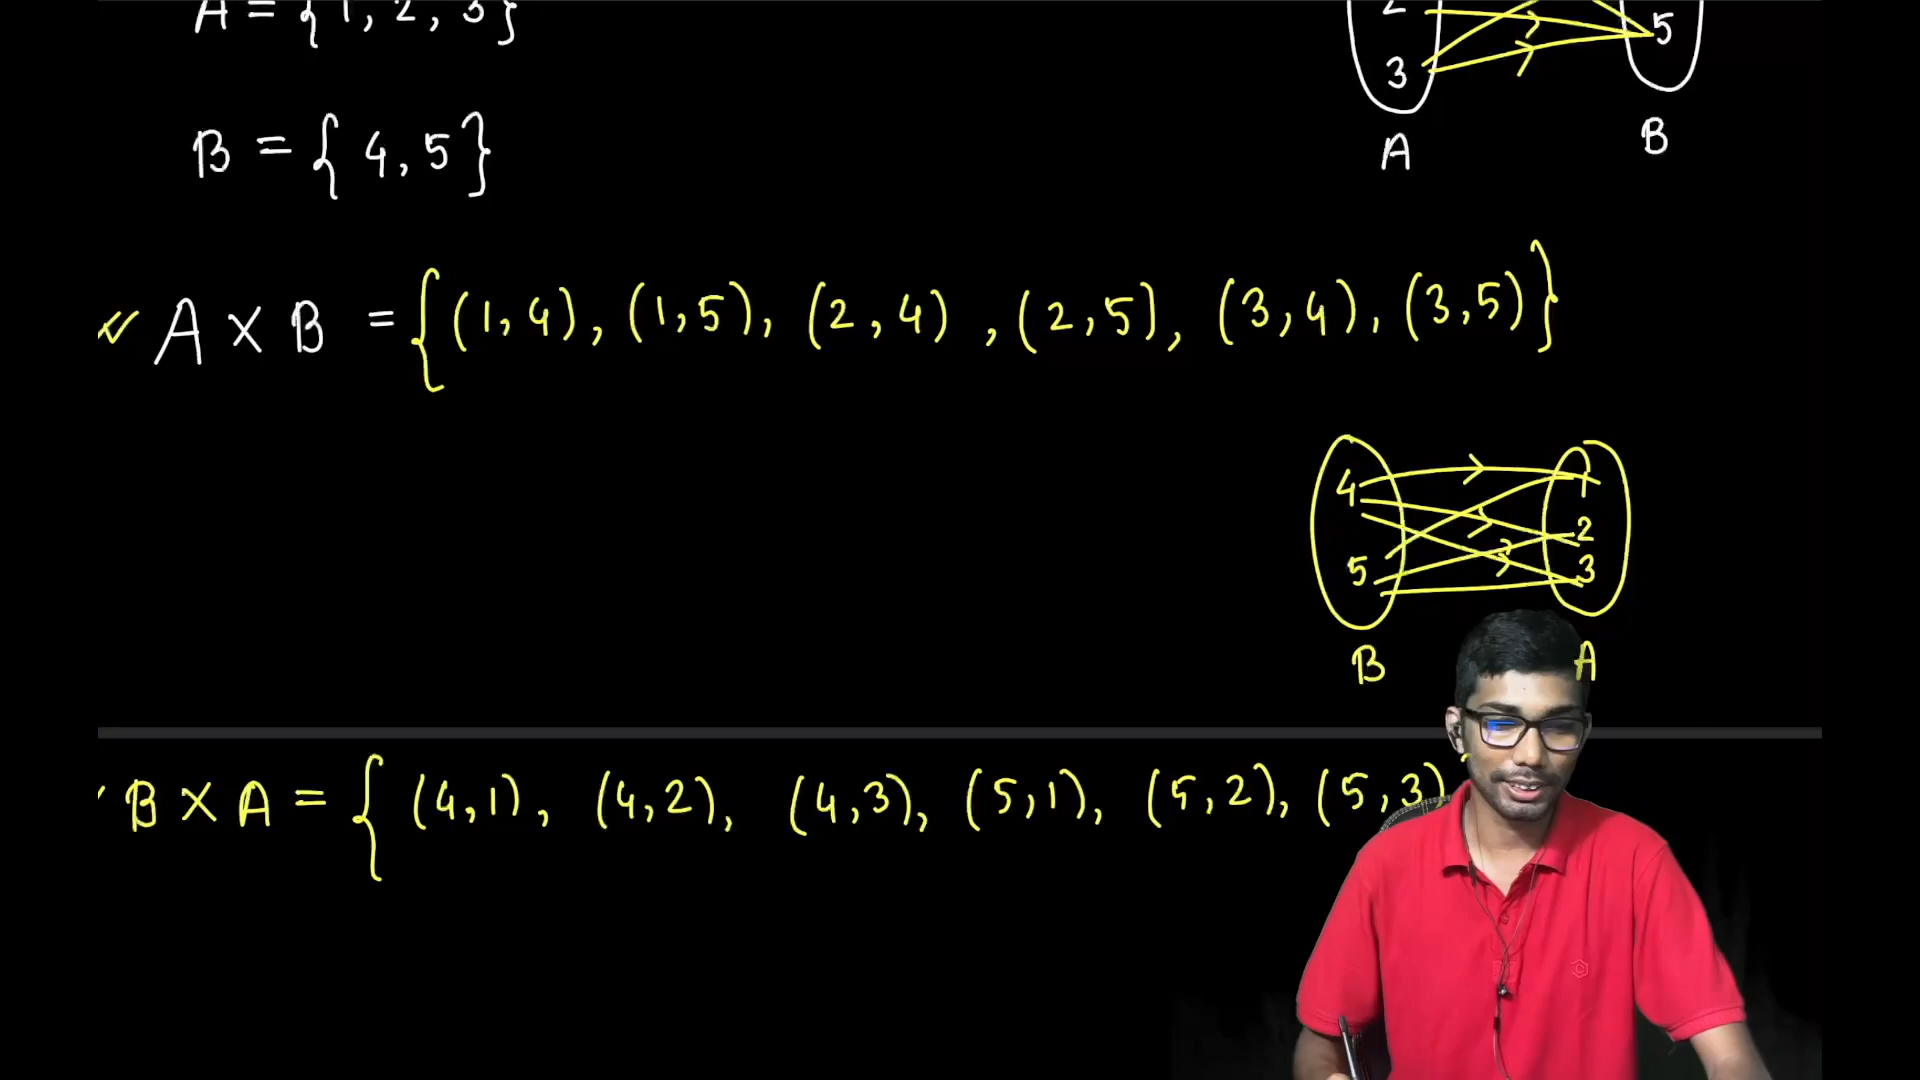 A = {1, 2, 3}
B = {4, 5}
2
3
5
A
B
A × B = {(1,4), (1,5), (2,4), (2,5), (3,4), (3,5)}
4
5
1
2
3
B
A
B × A = { (4,1), (4,2), (4,3), (5,1), (5,2), (5,3)